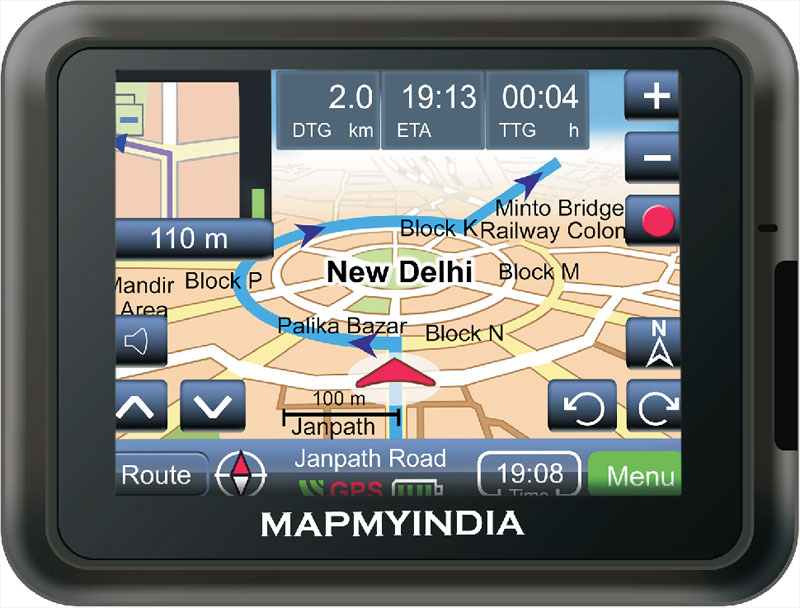 2.0 19:13 00:04
DTG km ETA TTG h
+
−
110 m
Minto Bridge
Block K Railway Colon
New Delhi
Block M
Block P
Mandir
Area
Palika Bazar
Block N
N
100 m
Janpath
Route
Janpath Road
GPS
19:08
Time
Menu
MAPMYINDIA